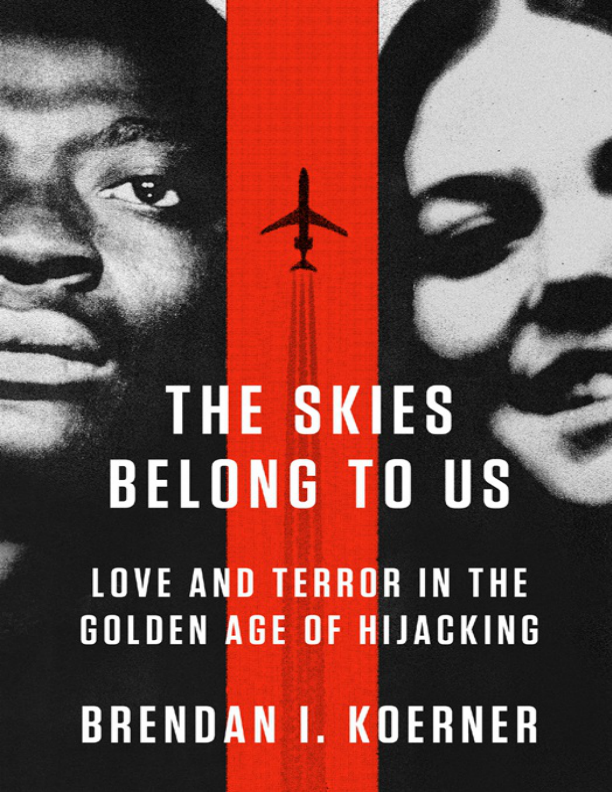 THE SKIES
BELONG TO US
LOVE AND TERROR IN THE
GOLDEN AGE OF HIJACKING
BRENDAN I. KOERNER